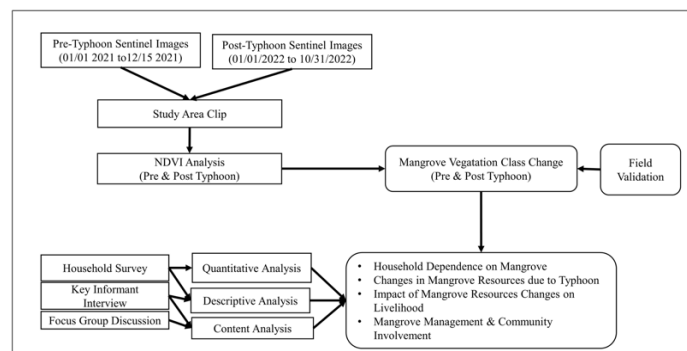 Pre-Typhoon Sentinel Images
(01/01 2021 to12/15 2021)
Post-Typhoon Sentinel Images
(01/01/2022 to 10/31/2022)
Study Area Clip
NDVI Analysis
(Pre & Post Typhoon)
Mangrove Vegatation Class Change
(Pre & Post Typhoon)
Field
Validation
Household Survey
Key Informant
Interview
Focus Group Discussion
Quantitative Analysis
Descriptive Analysis
Content Analysis
• Household Dependence on Mangrove
• Changes in Mangrove Resources due to Typhoon
• Impact of Mangrove Resources Changes on
Livelihood
• Mangrove Management & Community
Involvement